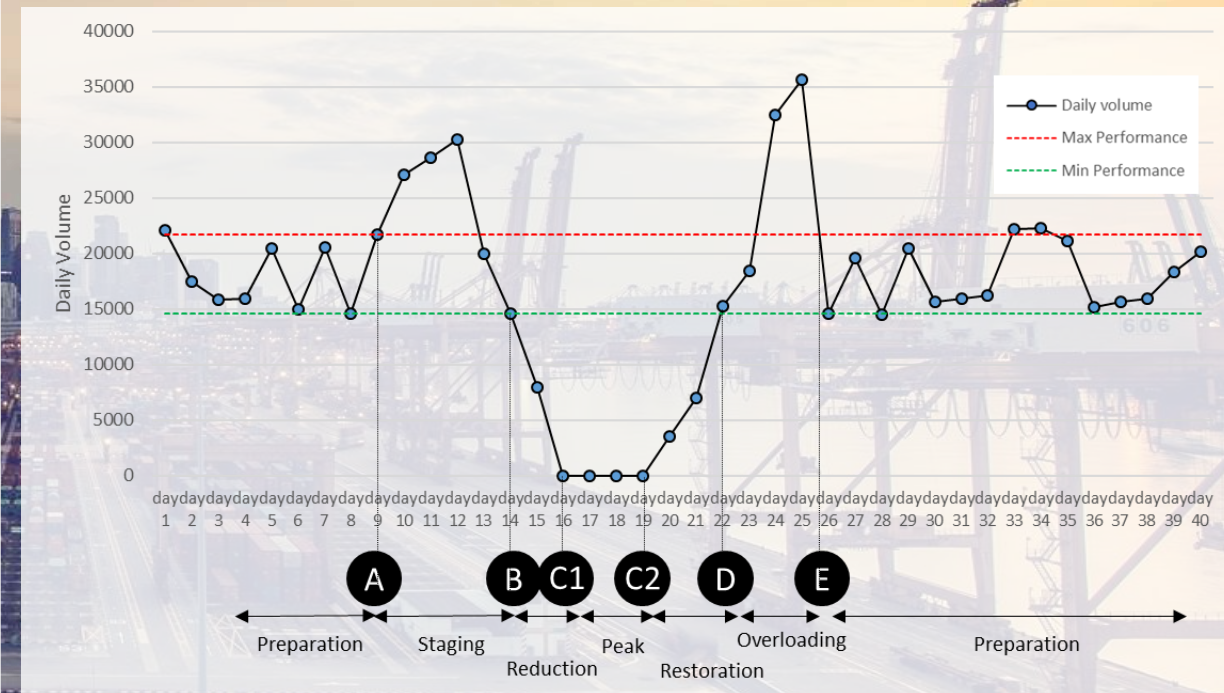 40000
35000
30000
25000
20000
15000
10000
5000
0
Daily Volume
Daily volume
Max Performance
Min Performance
606
day day day day day day day day day day day day day day day day day day day day day day day day day day day day day day day day day day day day day day day day
1 2 3 4 5 6 7 8 9 10 11 12 13 14 15 16 17 18 19 20 21 22 23 24 25 26 27 28 29 30 31 32 33 34 35 36 37 38 39 40
A B C1 C2 D E
Preparation Staging Reduction Peak Restoration Overloading Preparation